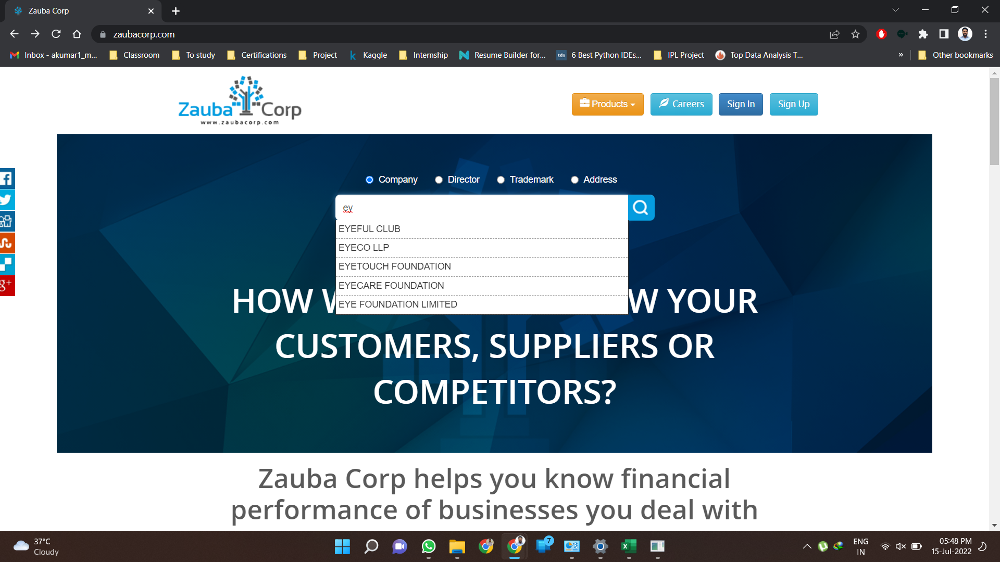 Zauba Corp
zaubacorp.com
Inbox - akumar1_m...
Classroom
To study
Certifications
Project
Kaggle
Internship
Resume Builder for...
tds
6 Best Python IDEs...
IPL Project
Top Data Analysis T...
»
Other bookmarks
Zauba Corp
www.zaubacorp.com
Products
Careers
Sign In
Sign Up
Company
Director
Trademark
Address
ey
EYEFUL CLUB
EYECO LLP
EYETOUCH FOUNDATION
EYECARE FOUNDATION
EYE FOUNDATION LIMITED
g+
HOW W YOUR
CUSTOMERS, SUPPLIERS OR
COMPETITORS?
Zauba Corp helps you know financial
performance of businesses you deal with
37°C
Cloudy
7
ENG
IN
05:48 PM
15-Jul-2022